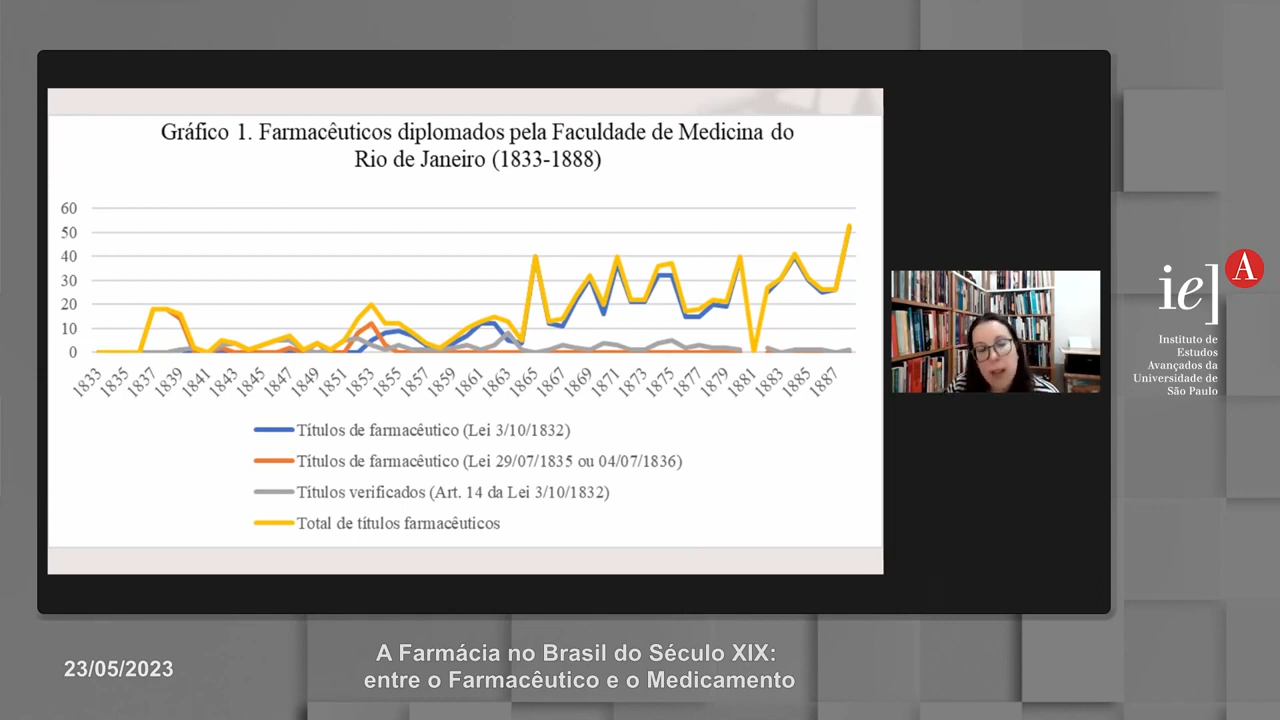 Gráfico 1. Farmacêuticos diplomados pela Faculdade de Medicina do
Rio de Janeiro (1833-1888)
60
50
40
30
20
10
0
1833
1835
1837
1839
1841
1843
1845
1847
1849
1851
1853
1855
1857
1859
1861
1863
1865
1867
1869
1871
1873
1875
1877
1879
1881
1883
1885
1887
Títulos de farmacêutico (Lei 3/10/1832)
Títulos de farmacêutico (Lei 29/07/1835 ou 04/07/1836)
Títulos verificados (Art. 14 da Lei 3/10/1832)
Total de títulos farmacêuticos
ie] A
Instituto de
Estudos
Avançados da
Universidade de
São Paulo
23/05/2023
A Farmácia no Brasil do Século XIX:
entre o Farmacêutico e o Medicamento